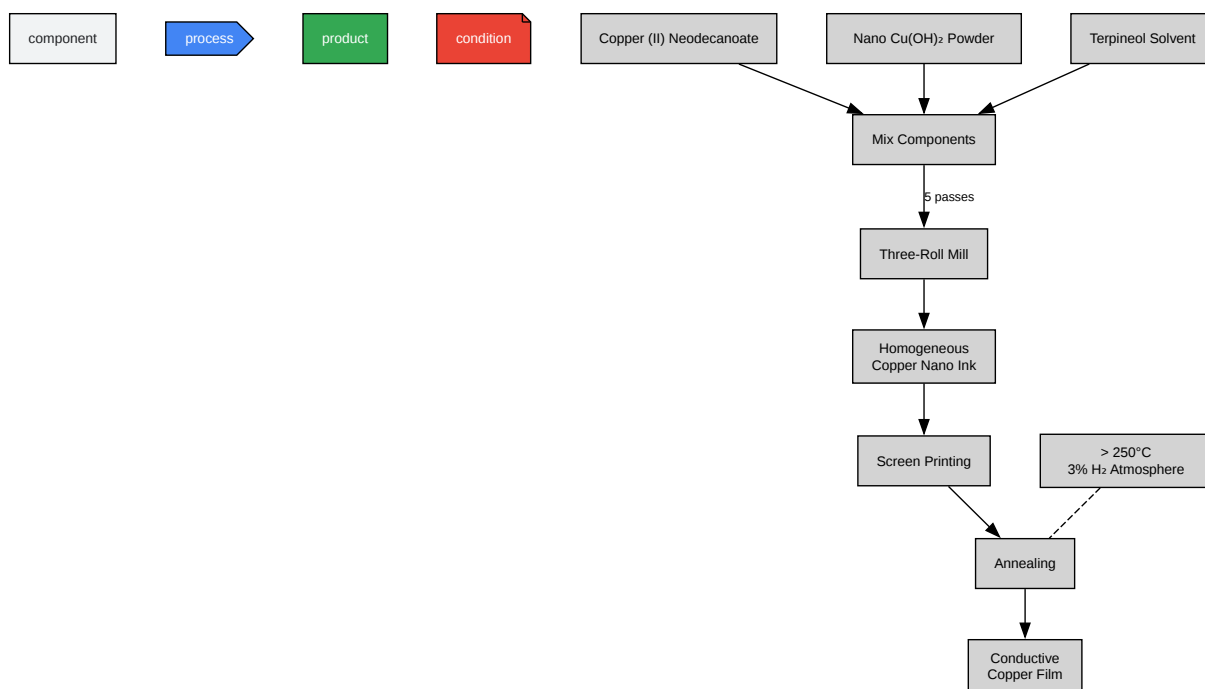 component
process
product
condition
Copper (II) Neodecanoate
Nano Cu(OH)₂ Powder
Terpineol Solvent
Mix Components
5 passes
Three-Roll Mill
Homogeneous
Copper Nano Ink
Screen Printing
> 250°C
3% H₂ Atmosphere
Annealing
Conductive
Copper Film